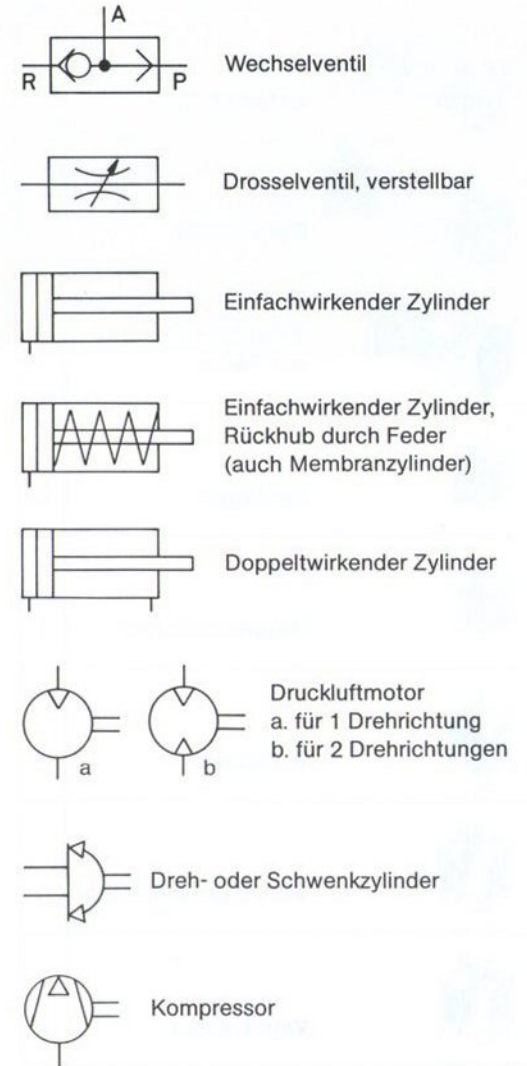 A
R
P
Wechselventil
Drosselventil, verstellbar
Einfachwirkender Zylinder
Einfachwirkender Zylinder,
Rückhub durch Feder
(auch Membranzylinder)
Doppeltwirkender Zylinder
Druckluftmotor
a. für 1 Drehrichtung
b. für 2 Drehrichtungen
a
b
Dreh- oder Schwenkzylinder
Kompressor